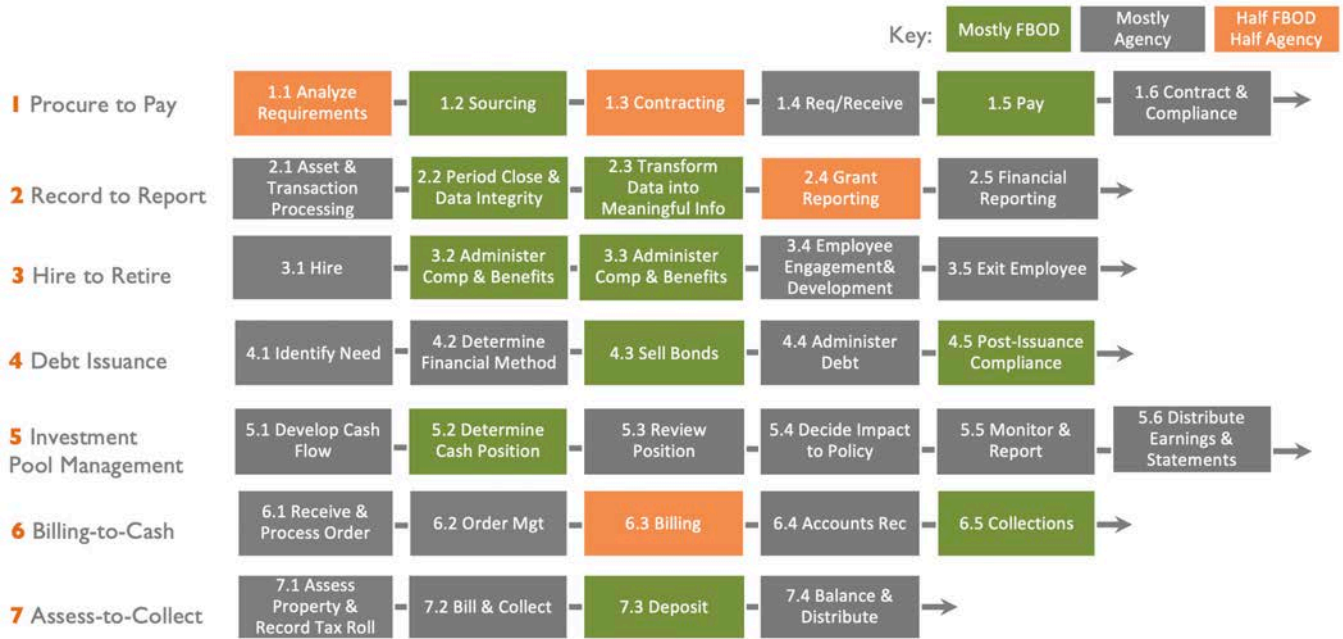 Key:
Mostly FBOD
Mostly
Agency
Half FBOD
Half Agency
1 Procure to Pay
1.1 Analyze
Requirements
1.2 Sourcing
1.3 Contracting
1.4 Req/Receive
1.5 Pay
1.6 Contract &
Compliance
2 Record to Report
2.1 Asset &
Transaction
Processing
2.2 Period Close &
Data Integrity
2.3 Transform
Data into
Meaningful Info
2.4 Grant
Reporting
2.5 Financial
Reporting
3 Hire to Retire
3.1 Hire
3.2 Administer
Comp & Benefits
3.3 Administer
Comp & Benefits
3.4 Employee
Engagement&
Development
3.5 Exit Employee
4 Debt Issuance
4.1 Identify Need
4.2 Determine
Financial Method
4.3 Sell Bonds
4.4 Administer
Debt
4.5 Post-Issuance
Compliance
5 Investment
Pool Management
5.1 Develop Cash
Flow
5.2 Determine
Cash Position
5.3 Review
Position
5.4 Decide Impact
to Policy
5.5 Monitor &
Report
5.6 Distribute
Earnings &
Statements
6 Billing-to-Cash
6.1 Receive &
Process Order
6.2 Order Mgt
6.3 Billing
6.4 Accounts Rec
6.5 Collections
7 Assess-to-Collect
7.1 Assess
Property &
Record Tax Roll
7.2 Bill & Collect
7.3 Deposit
7.4 Balance &
Distribute